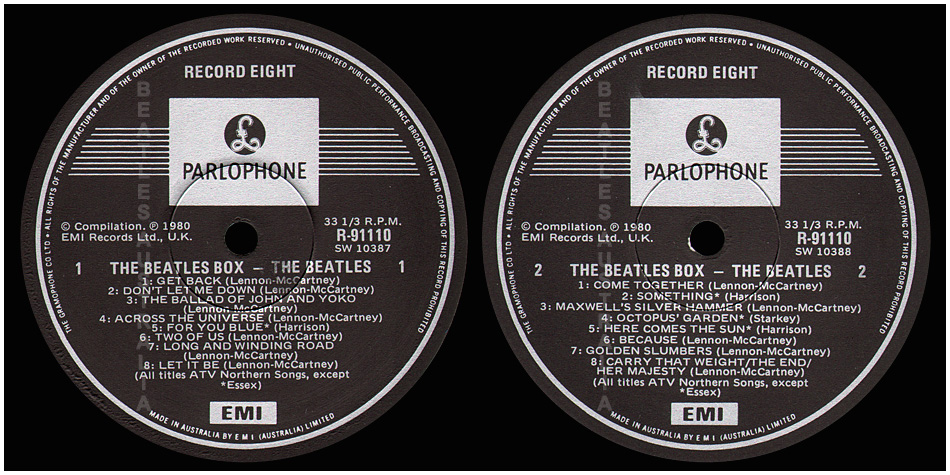 THE GRAMOPHONE CO LTD • ALL RIGHTS OF THE MANUFACTURER AND OF THE OWNER OF THE RECORDED WORK RESERVED • UNAUTHORISED PUBLIC PERFORMANCE BROADCASTING AND COPYING OF THIS RECORD PROHIBITED
RECORD EIGHT
£
PARLOPHONE
© Compilation. ℗ 1980
EMI Records Ltd., U.K.
33 1/3 R.P.M.
R-91110
SW 10387
1 THE BEATLES BOX – THE BEATLES 1
1: GET BACK (Lennon-McCartney)
2: DON'T LET ME DOWN (Lennon-McCartney)
3: THE BALLAD OF JOHN AND YOKO
(Lennon-McCartney)
4: ACROSS THE UNIVERSE (Lennon-McCartney)
5: FOR YOU BLUE* (Harrison)
6: TWO OF US (Lennon-McCartney)
7: LONG AND WINDING ROAD
(Lennon-McCartney)
8: LET IT BE (Lennon-McCartney)
(All titles ATV Northern Songs, except
*Essex)
EMI
MADE IN AUSTRALIA BY E M I (AUSTRALIA) LIMITED
BEATLESAUSTRALIA
THE GRAMOPHONE CO LTD • ALL RIGHTS OF THE MANUFACTURER AND OF THE OWNER OF THE RECORDED WORK RESERVED • UNAUTHORISED PUBLIC PERFORMANCE BROADCASTING AND COPYING OF THIS RECORD PROHIBITED
RECORD EIGHT
£
PARLOPHONE
© Compilation. ℗ 1980
EMI Records Ltd., U.K.
33 1/3 R.P.M.
R-91110
SW 10388
2 THE BEATLES BOX – THE BEATLES 2
1: COME TOGETHER (Lennon-McCartney)
2: SOMETHING* (Harrison)
3: MAXWELL'S SILVER HAMMER (Lennon-McCartney)
4: OCTOPUS' GARDEN* (Starkey)
5: HERE COMES THE SUN* (Harrison)
6: BECAUSE (Lennon-McCartney)
7: GOLDEN SLUMBERS (Lennon-McCartney)
8: CARRY THAT WEIGHT/THE END/
HER MAJESTY (Lennon-McCartney)
(All titles ATV Northern Songs, except
*Essex)
EMI
MADE IN AUSTRALIA BY E M I (AUSTRALIA) LIMITED